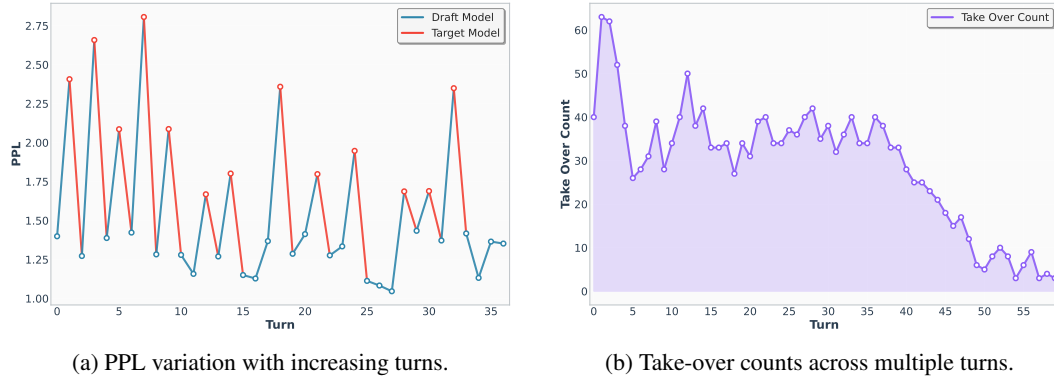 Draft Model
Target Model
PPL
2.75
2.50
2.25
2.00
1.75
1.50
1.25
1.00
0 5 10 15 20 25 30 35
Turn
(a) PPL variation with increasing turns.
Take Over Count
Take Over Count
60
50
40
30
20
10
0
0 5 10 15 20 25 30 35 40 45 50 55
Turn
(b) Take-over counts across multiple turns.